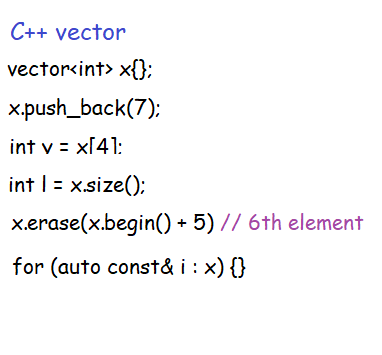 C++ vector
vector<int> x{};
x.push_back(7);
int v = x[4];
int l = x.size();
x.erase(x.begin() + 5) // 6th element
for (auto const& i : x) {}